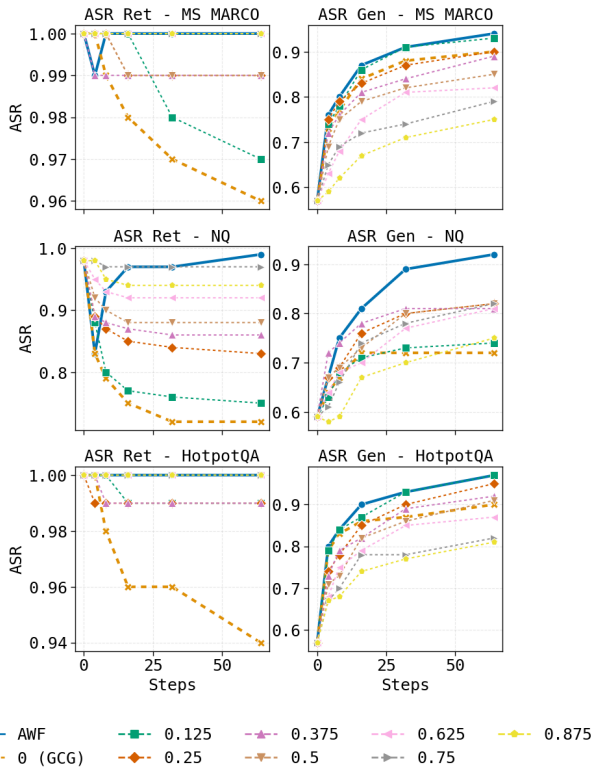 ASR Ret - MS MARCO
ASR Gen - MS MARCO
1.00
0.99
0.98
0.97
0.96
ASR
0.9
0.8
0.7
0.6
ASR Ret - NQ
ASR Gen - NQ
1.0
0.9
0.8
ASR
0.9
0.8
0.7
0.6
ASR Ret - HotpotQA
ASR Gen - HotpotQA
1.00
0.98
0.96
0.94
ASR
0.9
0.8
0.7
0.6
0 25 50
0 25 50
Steps
Steps
AWF 0.125 0.375 0.625 0.875
0 (GCG) 0.25 0.5 0.75